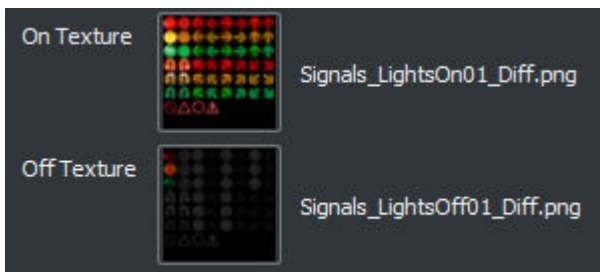 On Texture
Signals_LightsOn01_Diff.png
Off Texture
Signals_LightsOff01_Diff.png